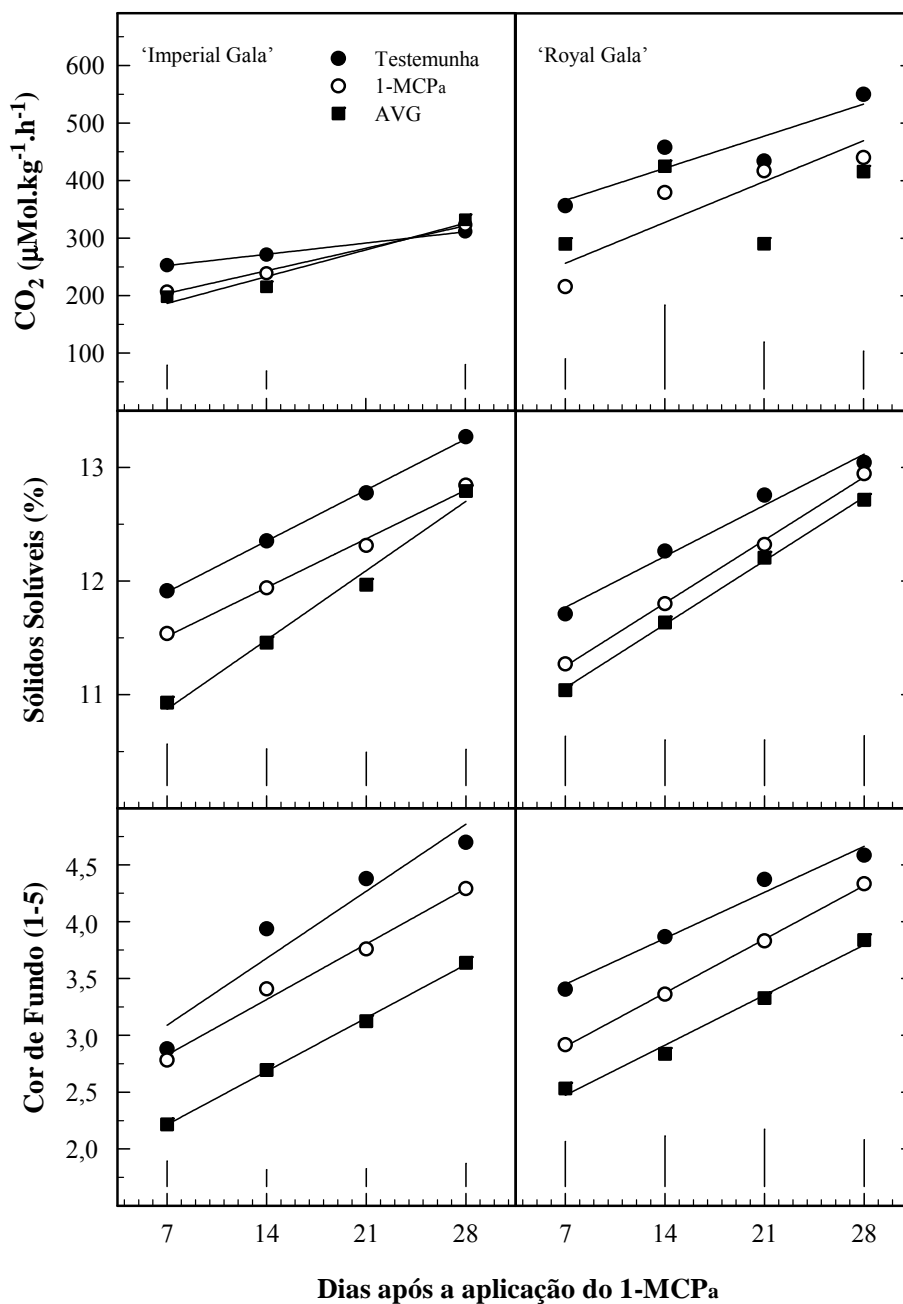 ‘Imperial Gala’
Testemunha
1-MCPa
AVG
‘Royal Gala’
CO2 (µMol.kg-1.h-1)
600
500
400
300
200
100
Sólidos Solúveis (%)
13
12
11
Cor de Fundo (1-5)
4,5
4,0
3,5
3,0
2,5
2,0
7 14 21 28 7 14 21 28
Dias após a aplicação do 1-MCPa